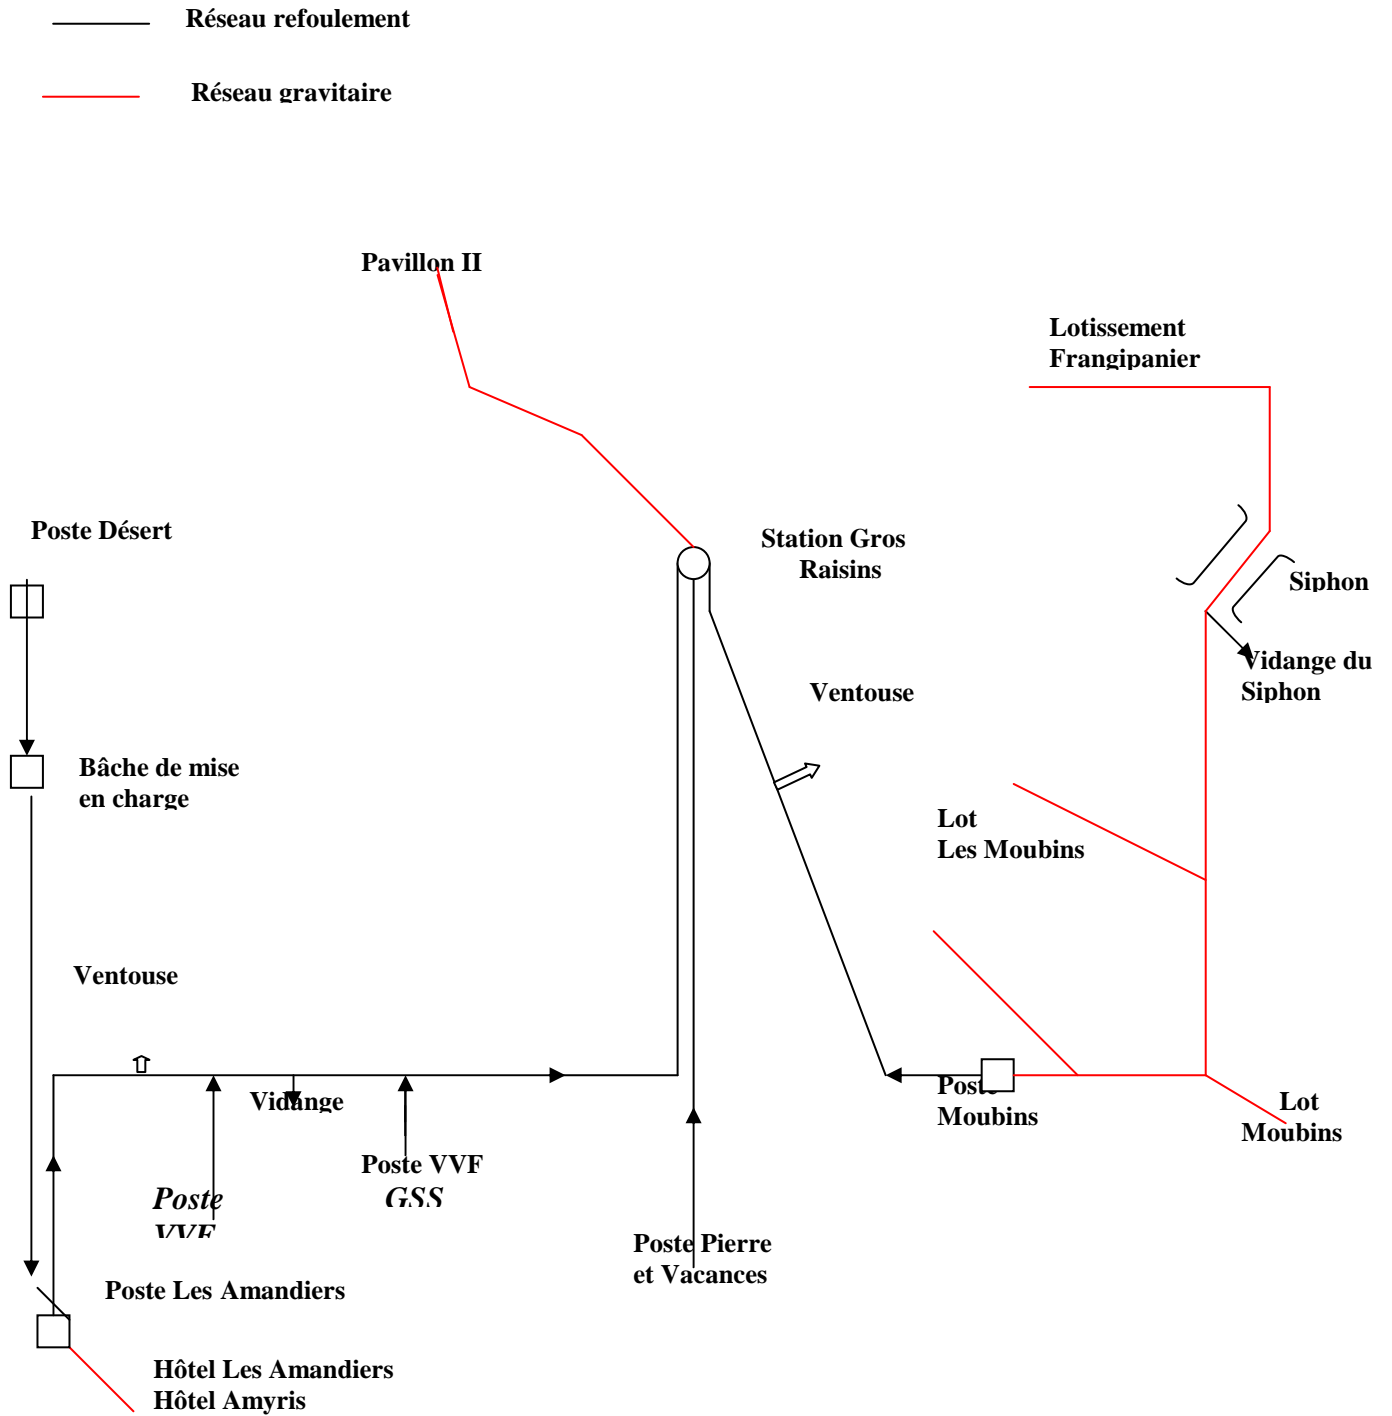 Réseau refoulement
Réseau gravitaire
Pavillon II
Lotissement
Frangipanier
Poste Désert
Station Gros
Raisins
Siphon
Vidange du
Siphon
Ventouse
Bâche de mise
en charge
Lot
Les Moubins
Ventouse
Vidange
Poste
Moubins
Lot
Moubins
Poste VVF
GSS
Poste
VVF
Poste Pierre
et Vacances
Poste Les Amandiers
Hôtel Les Amandiers
Hôtel Amyris